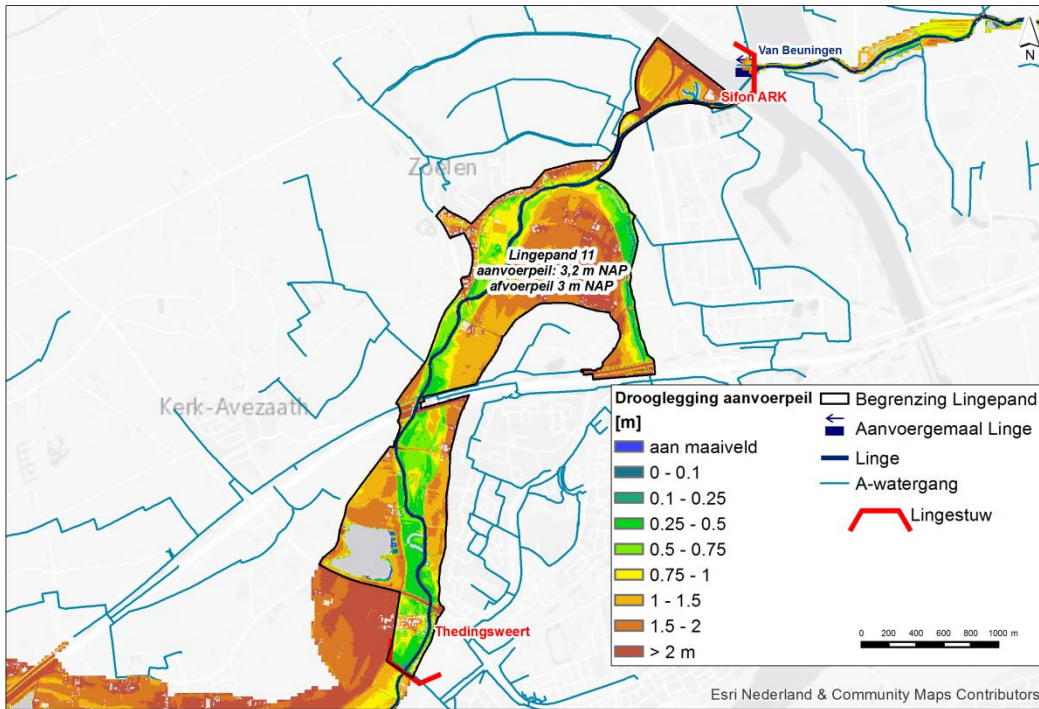 Van Beuningen
N
Sifon ARK
Zoelen
Lingepand 11
aanvoerpeil: 3,2 m NAP
afvoerpeil 3 m NAP
Kerk-Avezaath
Thedingsweert
Drooglegging aanvoerpeil
[m]
aan maaiveld
0 - 0.1
0.1 - 0.25
0.25 - 0.5
0.5 - 0.75
0.75 - 1
1 - 1.5
1.5 - 2
> 2 m
Begrenzing Lingepand
Aanvoergemaal Linge
Linge
A-watergang
Lingestuw
0 200 400 600 800 1000 m
Esri Nederland & Community Maps Contributors